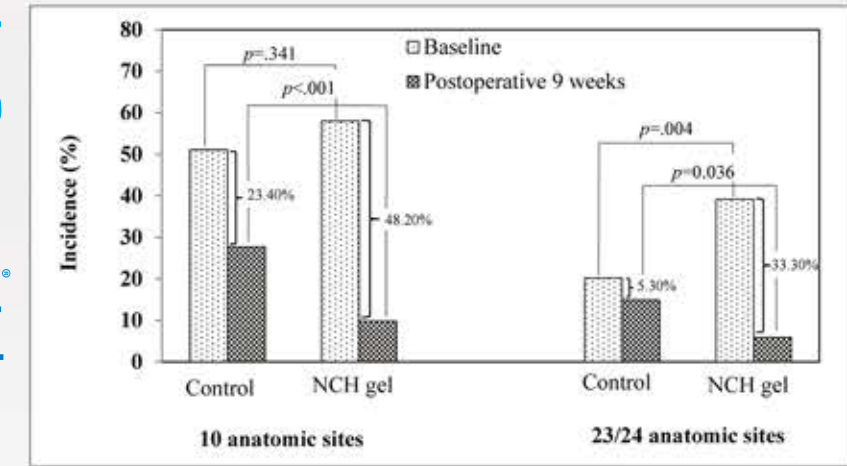 80
70
60
50
40
30
20
10
0
Incidence (%)
Baseline
Postoperative 9 weeks
p=.341
p<.001
23.40%
48.20%
p=.004
p=0.036
5.30%
33.30%
Control
NCH gel
Control
NCH gel
10 anatomic sites
23/24 anatomic sites
®